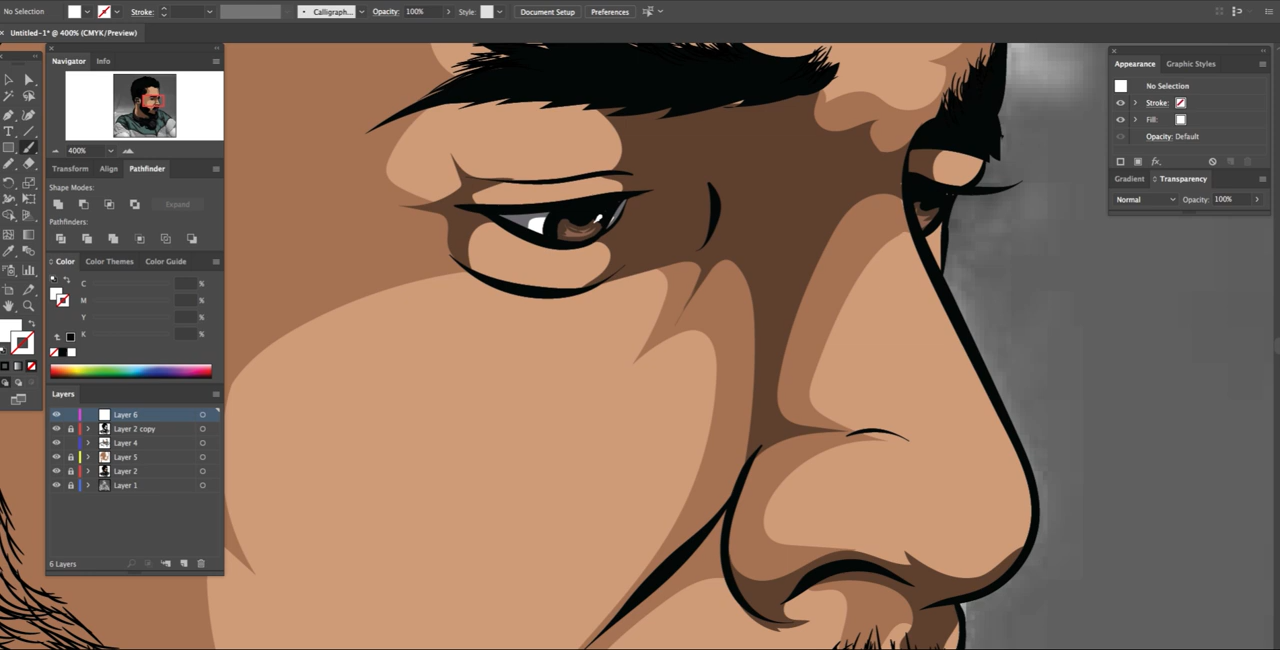 No Selection Stroke: Calligraph... Opacity: 100% Style: Document Setup Preferences
Untitled-1* @ 400% (CMYK/Preview)
Navigator Info
400%
Transform Align Pathfinder
Shape Modes:
Expand
Pathfinders:
Color Color Themes Color Guide
C %
M %
Y %
K %
Layers
Layer 6
Layer 2 copy
Layer 4
Layer 5
Layer 2
Layer 1
6 Layers
Appearance Graphic Styles
No Selection
Stroke:
Fill:
Opacity: Default
fx
Gradient Transparency
Normal Opacity: 100%